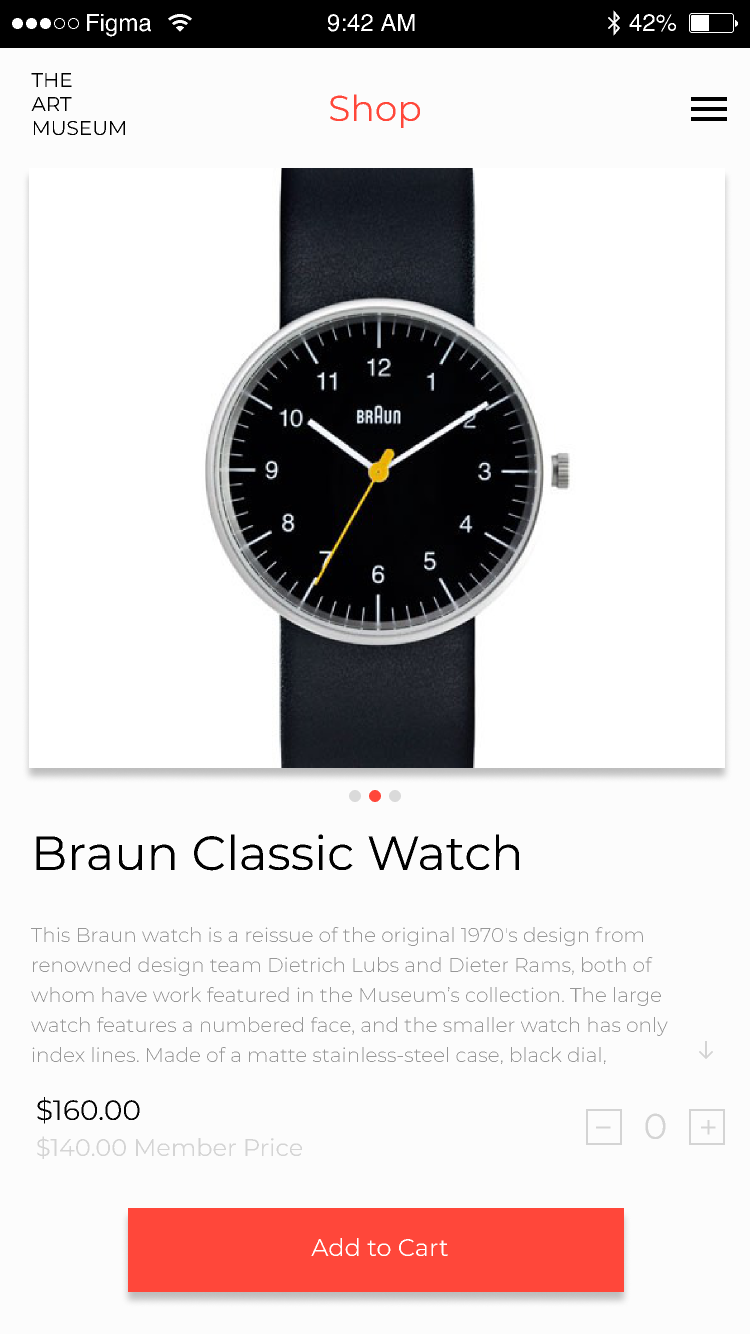 Figma
9:42 AM
42%
THE
ART
MUSEUM
Shop
12
11
1
10
BRAUN
2
9
3
8
4
7
5
6
Braun Classic Watch
This Braun watch is a reissue of the original 1970's design from
renowned design team Dietrich Lubs and Dieter Rams, both of
whom have work featured in the Museum’s collection. The large
watch features a numbered face, and the smaller watch has only
index lines. Made of a matte stainless-steel case, black dial,
$160.00
0
$140.00 Member Price
Add to Cart